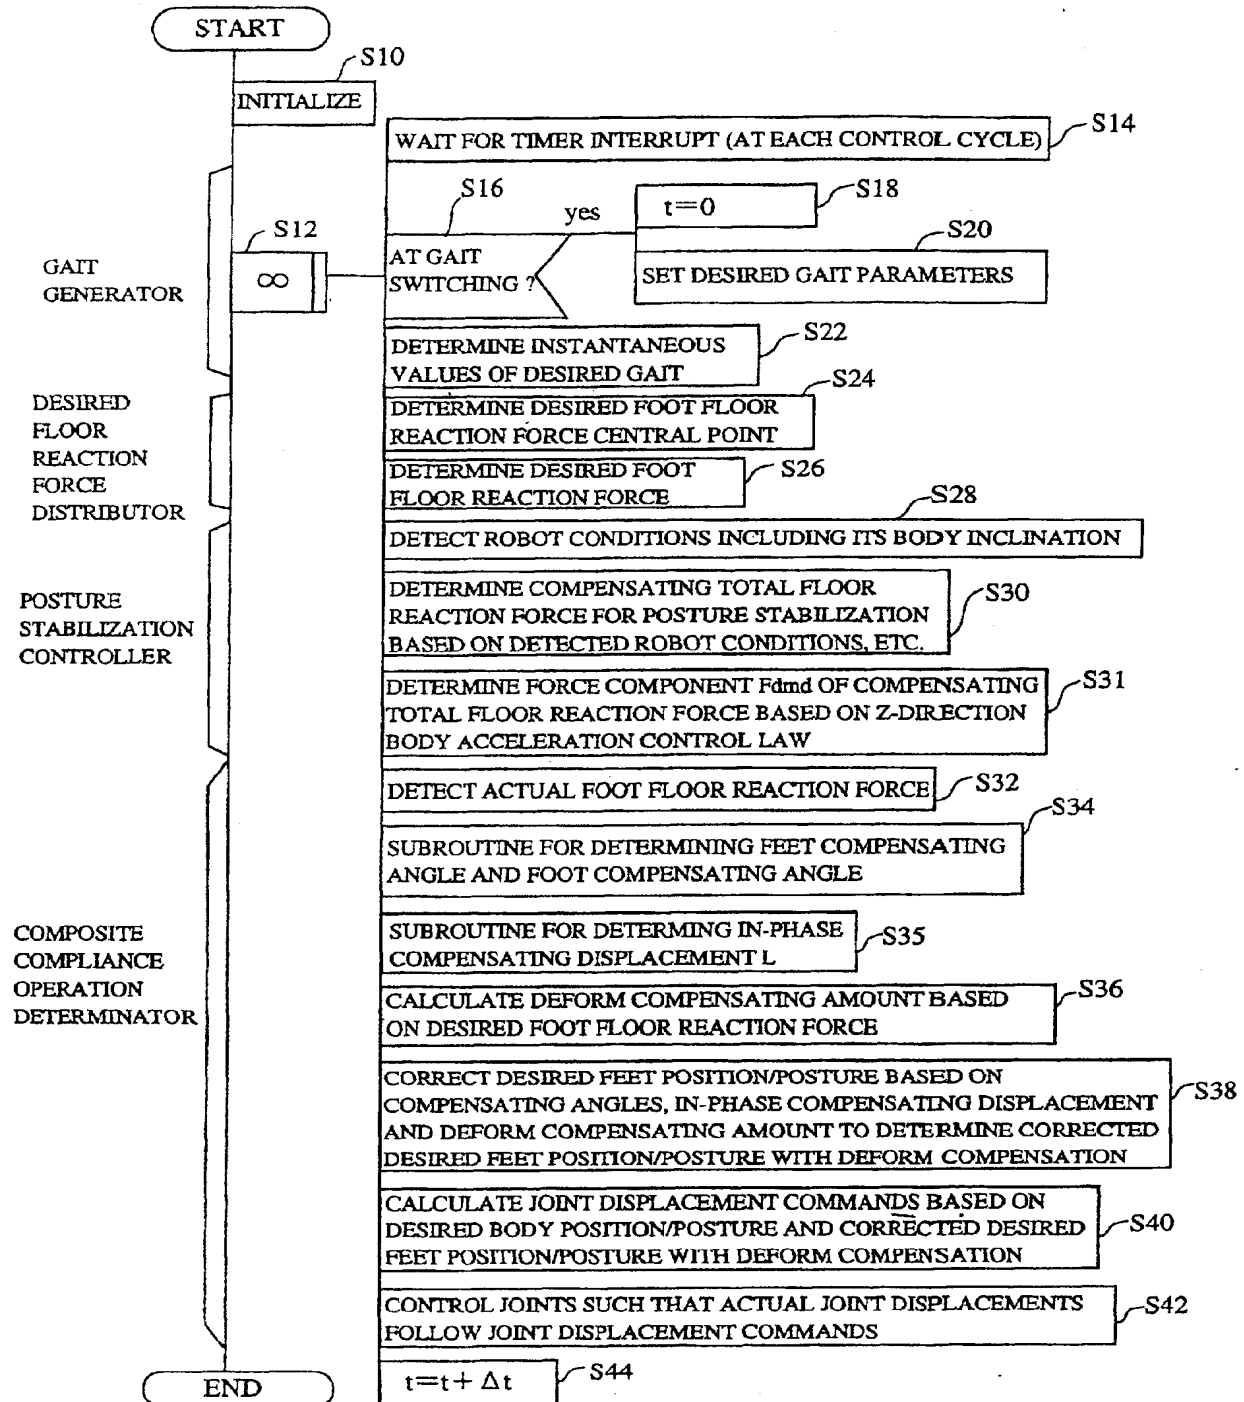 START
S10
INITIALIZE
WAIT FOR TIMER INTERRUPT (AT EACH CONTROL CYCLE)
S14
S16
yes
t=0
S18
S12
∞
AT GAIT
SWITCHING ?
S20
SET DESIRED GAIT PARAMETERS
GAIT
GENERATOR
DETERMINE INSTANTANEOUS
VALUES OF DESIRED GAIT
S22
DESIRED
FLOOR
REACTION
FORCE
DISTRIBUTOR
DETERMINE DESIRED FOOT FLOOR
REACTION FORCE CENTRAL POINT
S24
DETERMINE DESIRED FOOT
FLOOR REACTION FORCE
S26
S28
DETECT ROBOT CONDITIONS INCLUDING ITS BODY INCLINATION
POSTURE
STABILIZATION
CONTROLLER
DETERMINE COMPENSATING TOTAL FLOOR
REACTION FORCE FOR POSTURE STABILIZATION
BASED ON DETECTED ROBOT CONDITIONS, ETC.
S30
DETERMINE FORCE COMPONENT Fdmd OF COMPENSATING
TOTAL FLOOR REACTION FORCE BASED ON Z-DIRECTION
BODY ACCELERATION CONTROL LAW
S31
DETECT ACTUAL FOOT FLOOR REACTION FORCE
S32
S34
SUBROUTINE FOR DETERMINING FEET COMPENSATING
ANGLE AND FOOT COMPENSATING ANGLE
COMPOSITE
COMPLIANCE
OPERATION
DETERMINATOR
SUBROUTINE FOR DETERMING IN-PHASE
COMPENSATING DISPLACEMENT L
S35
CALCULATE DEFORM COMPENSATING AMOUNT BASED
ON DESIRED FOOT FLOOR REACTION FORCE
S36
CORRECT DESIRED FEET POSITION/POSTURE BASED ON
COMPENSATING ANGLES, IN-PHASE COMPENSATING DISPLACEMENT
AND DEFORM COMPENSATING AMOUNT TO DETERMINE CORRECTED
DESIRED FEET POSITION/POSTURE WITH DEFORM COMPENSATION
S38
CALCULATE JOINT DISPLACEMENT COMMANDS BASED ON
DESIRED BODY POSITION/POSTURE AND CORRECTED DESIRED
FEET POSITION/POSTURE WITH DEFORM COMPENSATION
S40
CONTROL JOINTS SUCH THAT ACTUAL JOINT DISPLACEMENTS
FOLLOW JOINT DISPLACEMENT COMMANDS
S42
END
t=t+ Δt
S44